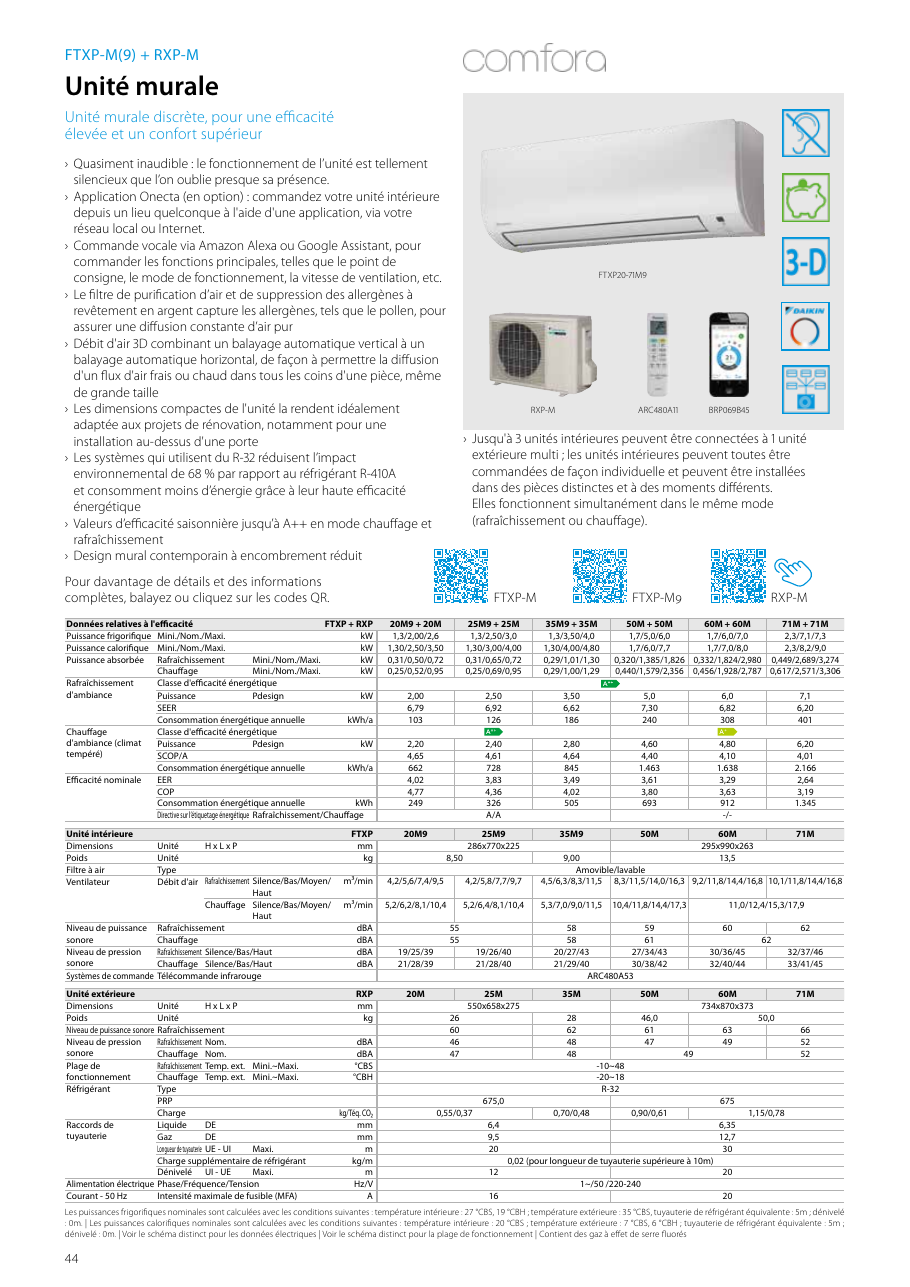 FTXP-M(9) + RXP-M
Unité murale
Unité murale discrète, pour une efficacité
élevée et un confort supérieur
› Quasiment inaudible : le fonctionnement de l’unité est tellement
silencieux que l’on oublie presque sa présence.
› Application Onecta (en option) : commandez votre unité intérieure
depuis un lieu quelconque à l'aide d'une application, via votre
réseau local ou Internet.
› Commande vocale via Amazon Alexa ou Google Assistant, pour
commander les fonctions principales, telles que le point de
consigne, le mode de fonctionnement, la vitesse de ventilation, etc.
› Le filtre de purification d’air et de suppression des allergènes à
revêtement en argent capture les allergènes, tels que le pollen, pour
assurer une diffusion constante d’air pur
› Débit d'air 3D combinant un balayage automatique vertical à un
balayage automatique horizontal, de façon à permettre la diffusion
d'un flux d'air frais ou chaud dans tous les coins d'une pièce, même
de grande taille
› Les dimensions compactes de l'unité la rendent idéalement
adaptée aux projets de rénovation, notamment pour une
installation au-dessus d'une porte
› Les systèmes qui utilisent du R-32 réduisent l’impact
environnemental de 68 % par rapport au réfrigérant R-410A
et consomment moins d’énergie grâce à leur haute efficacité
énergétique
› Valeurs d’efficacité saisonnière jusqu'à A++ en mode chauffage et
rafraîchissement
› Design mural contemporain à encombrement réduit
Pour davantage de détails et des informations
complètes, balayez ou cliquez sur les codes QR.
comfora
FTXP20-71M9
3-D
DAIKIN
RXP-M ARC480A11 BRP069B45
› Jusqu'à 3 unités intérieures peuvent être connectées à 1 unité
extérieure multi ; les unités intérieures peuvent toutes être
commandées de façon individuelle et peuvent être installées
dans des pièces distinctes et à des moments différents.
Elles fonctionnent simultanément dans le même mode
(rafraîchissement ou chauffage).
FTXP-M FTXP-M9 RXP-M
Données relatives à l'efficacité FTXP + RXP 20M9 + 20M 25M9 + 25M 35M9 + 35M 50M + 50M 60M + 60M 71M + 71M
Puissance frigorifique Mini./Nom./Maxi. kW 1,3/2,00/2,6 1,3/2,50/3,0 1,3/3,50/4,0 1,7/5,0/6,0 1,7/6,0/7,0 2,3/7,1/7,3
Puissance calorifique Mini./Nom./Maxi. kW 1,30/2,50/3,50 1,30/3,00/4,00 1,30/4,00/4,80 1,7/6,0/7,7 1,7/7,0/8,0 2,3/8,2/9,0
Puissance absorbée Rafraîchissement Mini./Nom./Maxi. kW 0,31/0,50/0,72 0,31/0,65/0,72 0,29/1,01/1,30 0,320/1,385/1,826 0,332/1,824/2,980 0,449/2,689/3,274
Chauffage Mini./Nom./Maxi. kW 0,25/0,52/0,95 0,25/0,69/0,95 0,29/1,00/1,29 0,440/1,579/2,356 0,456/1,928/2,787 0,617/2,571/3,306
Rafraîchissement Classe d'efficacité énergétique A++
d'ambiance Puissance Pdesign kW 2,00 2,50 3,50 5,0 6,0 7,1
SEER 6,79 6,92 6,62 7,30 6,82 6,20
Consommation énergétique annuelle kWh/a 103 126 186 240 308 401
Chauffage Classe d'efficacité énergétique A++ A+
d'ambiance (climat Puissance Pdesign kW 2,20 2,40 2,80 4,60 4,80 6,20
tempéré) SCOP/A 4,65 4,61 4,64 4,40 4,10 4,01
Consommation énergétique annuelle kWh/a 662 728 845 1.463 1.638 2.166
Efficacité nominale EER 4,02 3,83 3,49 3,61 3,29 2,64
COP 4,77 4,36 4,02 3,80 3,63 3,19
Consommation énergétique annuelle kWh 249 326 505 693 912 1.345
Directive sur l'étiquetage énergétique Rafraîchissement/Chauffage A/A -/-
Unité intérieure FTXP 20M9 25M9 35M9 50M 60M 71M
Dimensions Unité H x L x P mm 286x770x225 295x990x263
Poids Unité kg 8,50 9,00 13,5
Filtre à air Type Amovible/lavable
Ventilateur Débit d'air Rafraîchissement Silence/Bas/Moyen/ m³/min 4,2/5,6/7,4/9,5 4,2/5,8/7,7/9,7 4,5/6,3/8,3/11,5 8,3/11,5/14,0/16,3 9,2/11,8/14,4/16,8 10,1/11,8/14,4/16,8
Haut
Chauffage Silence/Bas/Moyen/ m³/min 5,2/6,2/8,1/10,4 5,2/6,4/8,1/10,4 5,3/7,0/9,0/11,5 10,4/11,8/14,4/17,3 11,0/12,4/15,3/17,9
Haut
Niveau de puissance Rafraîchissement dBA 55 58 59 60 62
sonore Chauffage dBA 55 58 61 62
Niveau de pression Rafraîchissement Silence/Bas/Haut dBA 19/25/39 19/26/40 20/27/43 27/34/43 30/36/45 32/37/46
sonore Chauffage Silence/Bas/Haut dBA 21/28/39 21/28/40 21/29/40 30/38/42 32/40/44 33/41/45
Systèmes de commande Télécommande infrarouge ARC480A53
Unité extérieure RXP 20M 25M 35M 50M 60M 71M
Dimensions Unité H x L x P mm 550x658x275 734x870x373
Poids Unité kg 26 28 46,0 50,0
Niveau de puissance sonore Rafraîchissement 60 62 61 63 66
Niveau de pression Rafraîchissement Nom. dBA 46 48 47 49 52
sonore Chauffage Nom. dBA 47 48 49 52
Plage de Rafraîchissement Temp. ext. Mini.~Maxi. °CBS -10~48
fonctionnement Chauffage Temp. ext. Mini.~Maxi. °CBH -20~18
Réfrigérant Type R-32
PRP 675,0 675
Charge kg/Téq. CO₂ 0,55/0,37 0,70/0,48 0,90/0,61 1,15/0,78
Raccords de Liquide DE mm 6,4 6,35
tuyauterie Gaz DE mm 9,5 12,7
Longueur de tuyauterie UE - UI Maxi. m 20 30
Charge supplémentaire de réfrigérant kg/m 0,02 (pour longueur de tuyauterie supérieure à 10m)
Dénivelé UI - UE Maxi. m 12 20
Alimentation électrique Phase/Fréquence/Tension Hz/V 1~/50 /220-240
Courant - 50 Hz Intensité maximale de fusible (MFA) A 16 20
Les puissances frigorifiques nominales sont calculées avec les conditions suivantes : température intérieure : 27 °CBS, 19 °CBH ; température extérieure : 35 °CBS, tuyauterie de réfrigérant équivalente : 5m ; dénivelé
: 0m. | Les puissances calorifiques nominales sont calculées avec les conditions suivantes : température intérieure : 20 °CBS ; température extérieure : 7 °CBS, 6 °CBH ; tuyauterie de réfrigérant équivalente : 5m ;
dénivelé : 0m. | Voir le schéma distinct pour les données électriques | Voir le schéma distinct pour la plage de fonctionnement | Contient des gaz à effet de serre fluorés
44